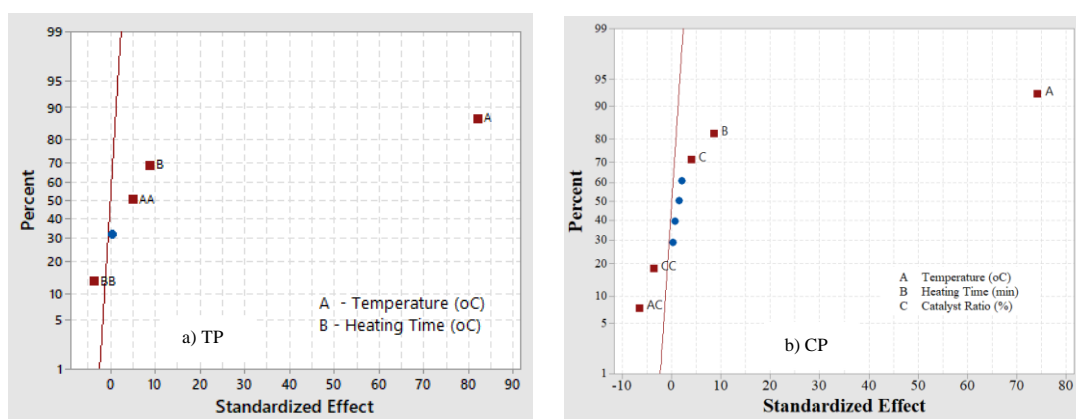 99
95
90
80
70
60
50
40
30
20
10
5
1
Percent
A
B
AA
BB
A - Temperature (oC)
B - Heating Time (oC)
a) TP
0 10 20 30 40 50 60 70 80 90
Standardized Effect
99
95
90
80
70
60
50
40
30
20
10
5
1
Percent
A
B
C
CC
AC
A Temperature (oC)
B Heating Time (min)
C Catalyst Ratio (%)
b) CP
-10 0 10 20 30 40 50 60 70 80
Standardized Effect